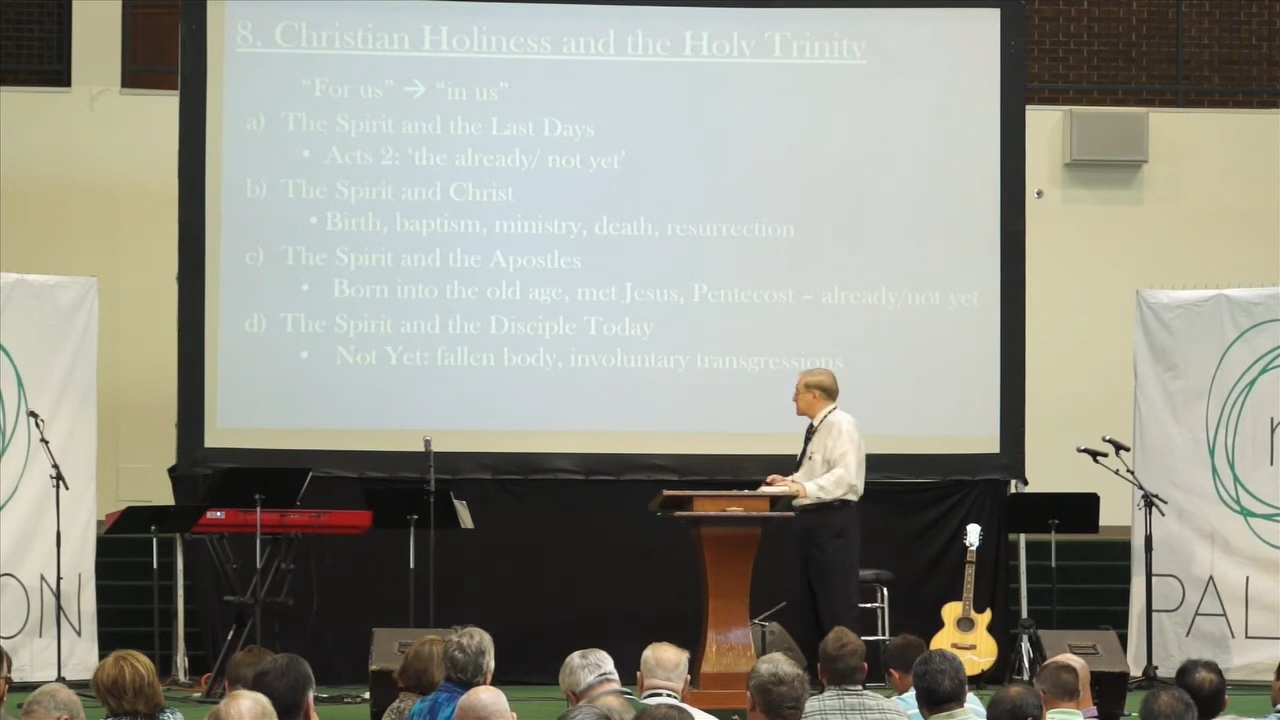 8. Christian Holiness and the Holy Trinity
“For us” → “in us”
a) The Spirit and the Last Days
• Acts 2: ‘the already/ not yet’
b) The Spirit and Christ
• Birth, baptism, ministry, death, resurrection
c) The Spirit and the Apostles
• Born into the old age, met Jesus, Pentecost – already/not yet
d) The Spirit and the Disciple Today
• Not Yet: fallen body, involuntary transgressions
ON
PAL